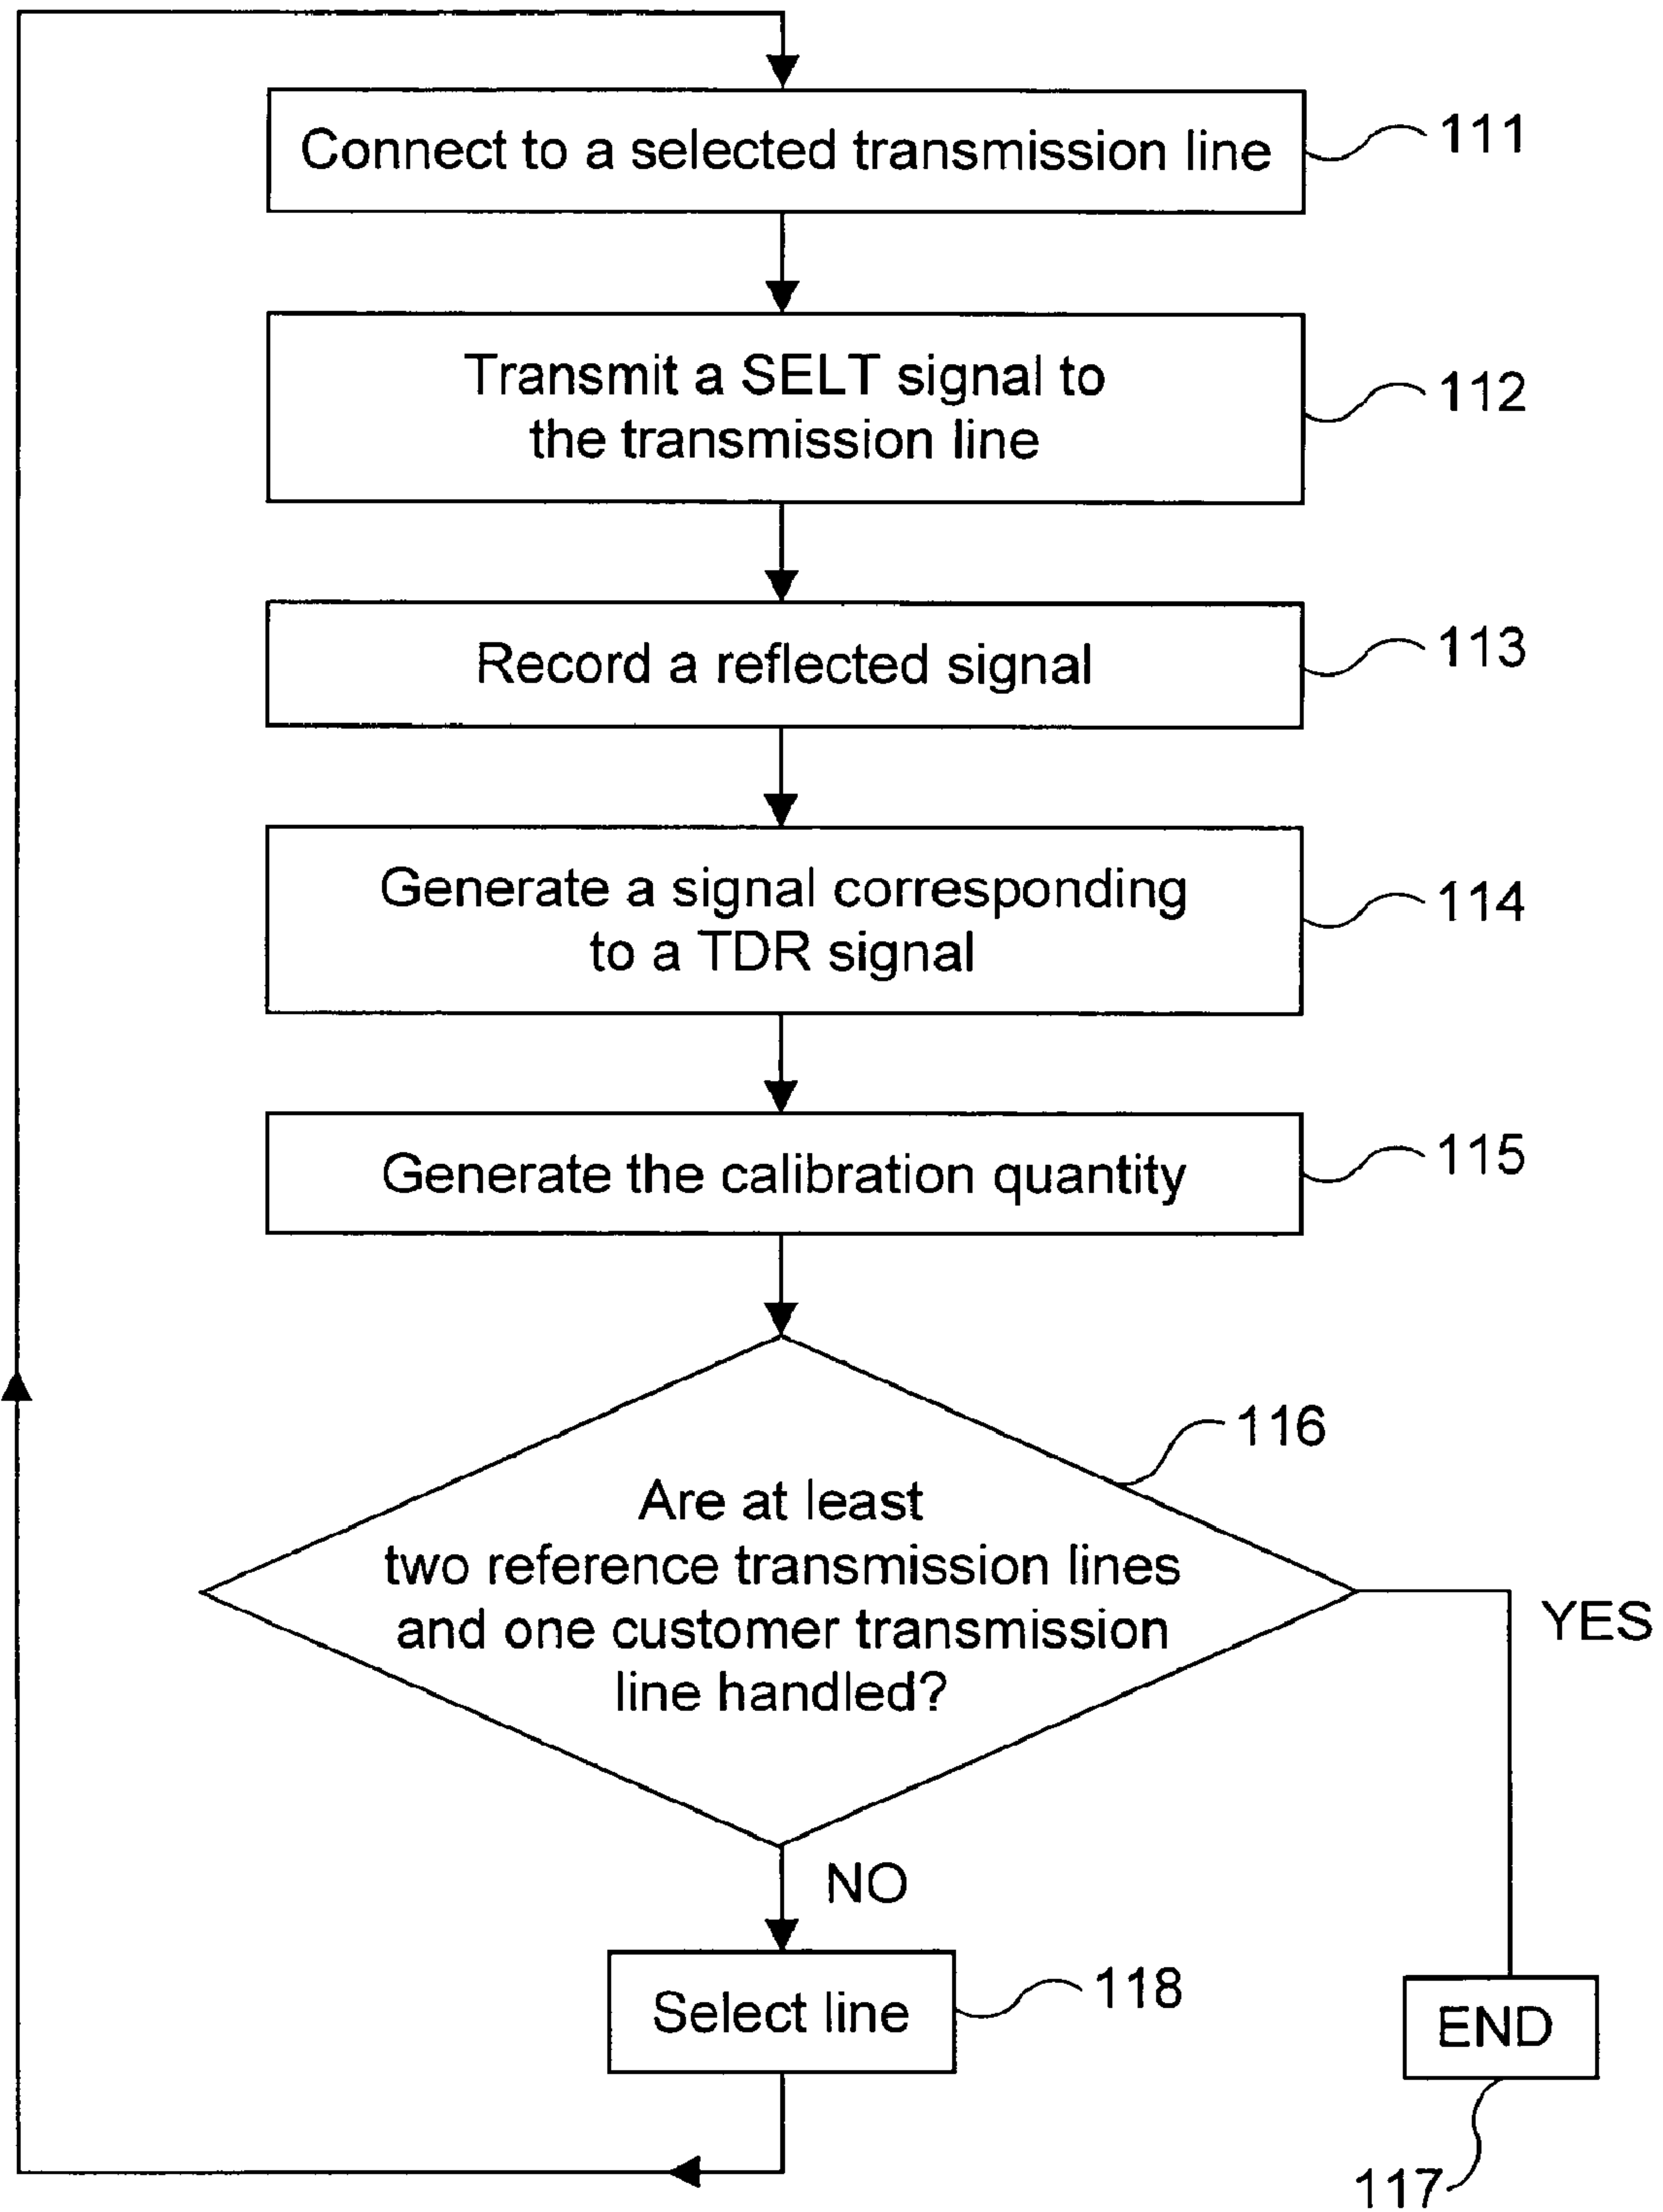 Connect to a selected transmission line
111
Transmit a SELT signal to
the transmission line
112
Record a reflected signal
113
Generate a signal corresponding
to a TDR signal
114
Generate the calibration quantity
115
116
Are at least
two reference transmission lines
and one customer transmission
line handled?
YES
NO
Select line
118
END
117